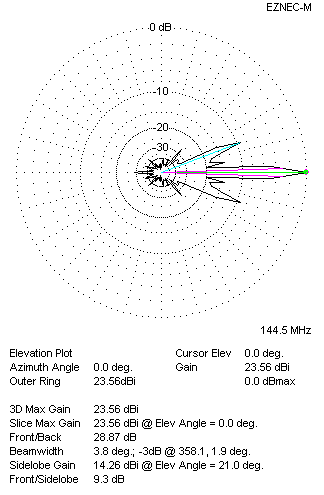 EZNEC-M
0 dB
-10
-20
-30
144.5 MHz
Elevation Plot Cursor Elev 0.0 deg.
Azimuth Angle 0.0 deg. Gain 23.56 dBi
Outer Ring 23.56dBi 0.0 dBmax
3D Max Gain 23.56 dBi
Slice Max Gain 23.56 dBi @ Elev Angle = 0.0 deg.
Front/Back 28.87 dB
Beamwidth 3.8 deg.; -3dB @ 358.1, 1.9 deg.
Sidelobe Gain 14.26 dBi @ Elev Angle = 21.0 deg.
Front/Sidelobe 9.3 dB